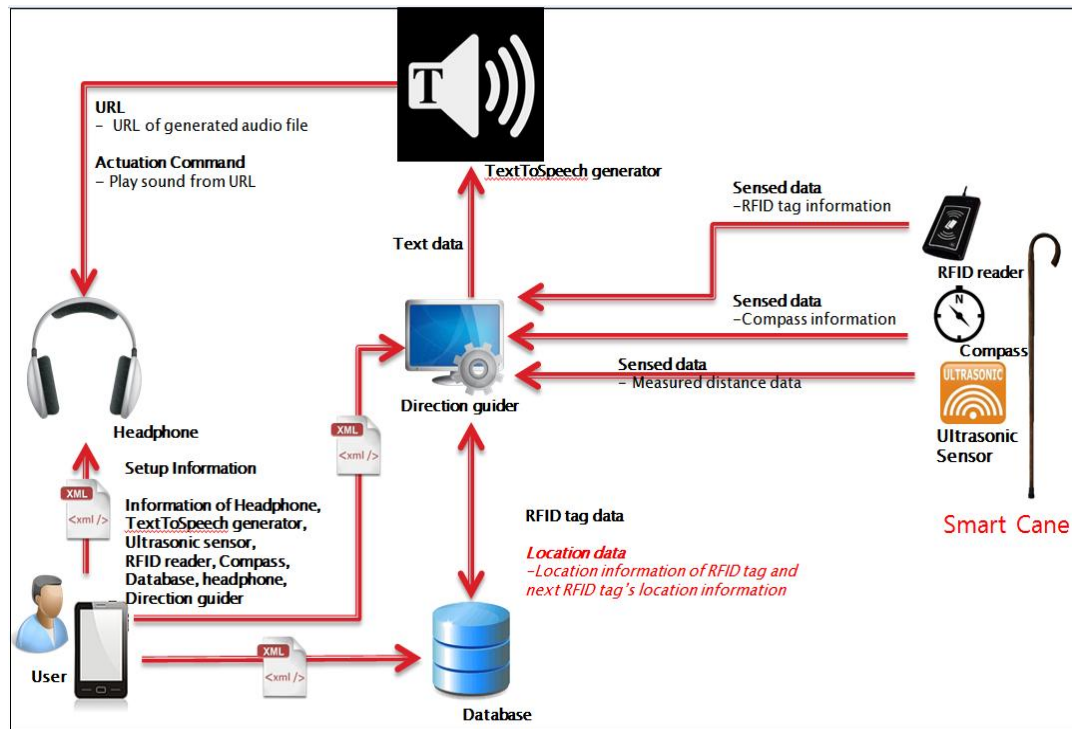 T
URL
- URL of generated audio file
Actuation Command
- Play sound from URL
TextToSpeech generator
Sensed data
-RFID tag information
Text data
RFID reader
N
Sensed data
-Compass information
Compass
Sensed data
- Measured distance data
ULTRASONIC
Ultrasonic
Sensor
Direction guider
Headphone
XML
<xml />
Setup Information
XML
<xml />
Information of Headphone,
TextToSpeech generator,
Ultrasonic sensor,
RFID reader, Compass,
Database, headphone,
Direction guider
RFID tag data
Location data
-Location information of RFID tag and
next RFID tag's location information
Smart Cane
User
XML
<xml />
Database